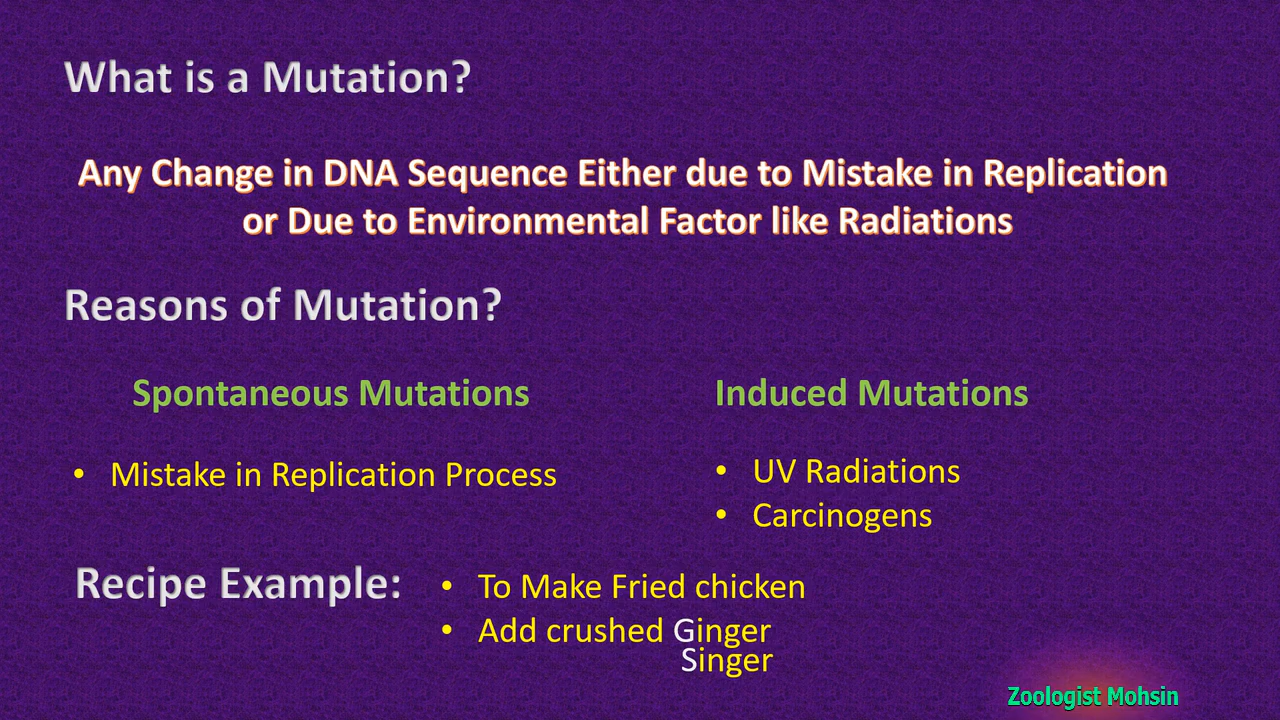 What is a Mutation?
Any Change in DNA Sequence Either due to Mistake in Replication
or Due to Environmental Factor like Radiations
Reasons of Mutation?
Spontaneous Mutations
• Mistake in Replication Process
Induced Mutations
• UV Radiations
• Carcinogens
Recipe Example:
• To Make Fried chicken
• Add crushed Ginger
Singer
Zoologist Mohsin